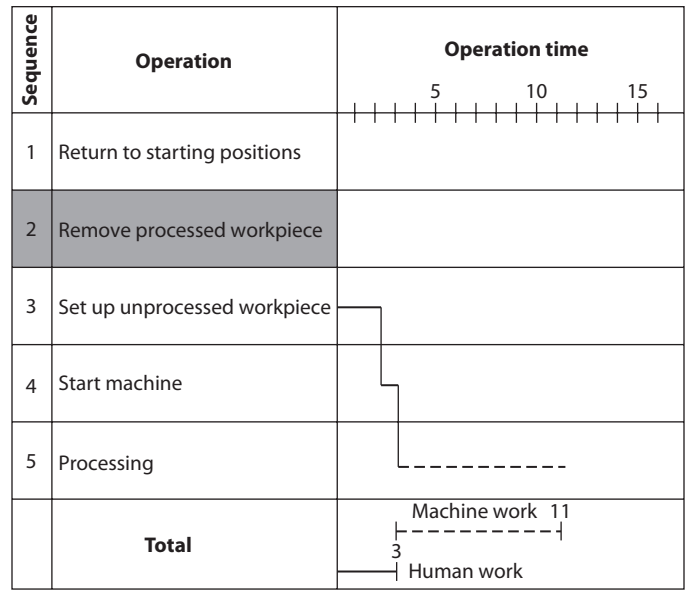 Sequence
Operation
Operation time
5 10 15
1 Return to starting positions
2 Remove processed workpiece
3 Set up unprocessed workpiece
4 Start machine
5 Processing
Total
Machine work 11
3
Human work